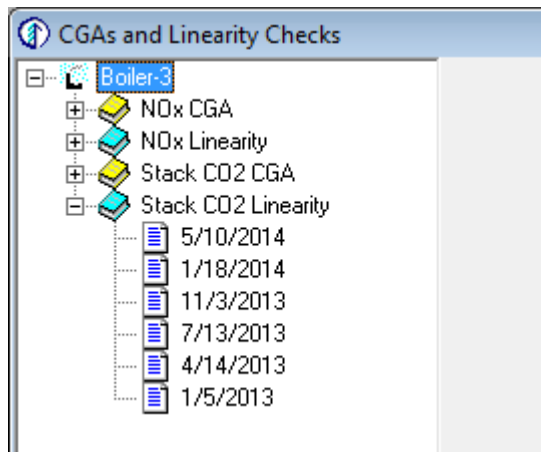 CGAs and Linearity Checks
Boiler-3
NOx CGA
NOx Linearity
Stack CO2 CGA
Stack CO2 Linearity
5/10/2014
1/18/2014
11/3/2013
7/13/2013
4/14/2013
1/5/2013